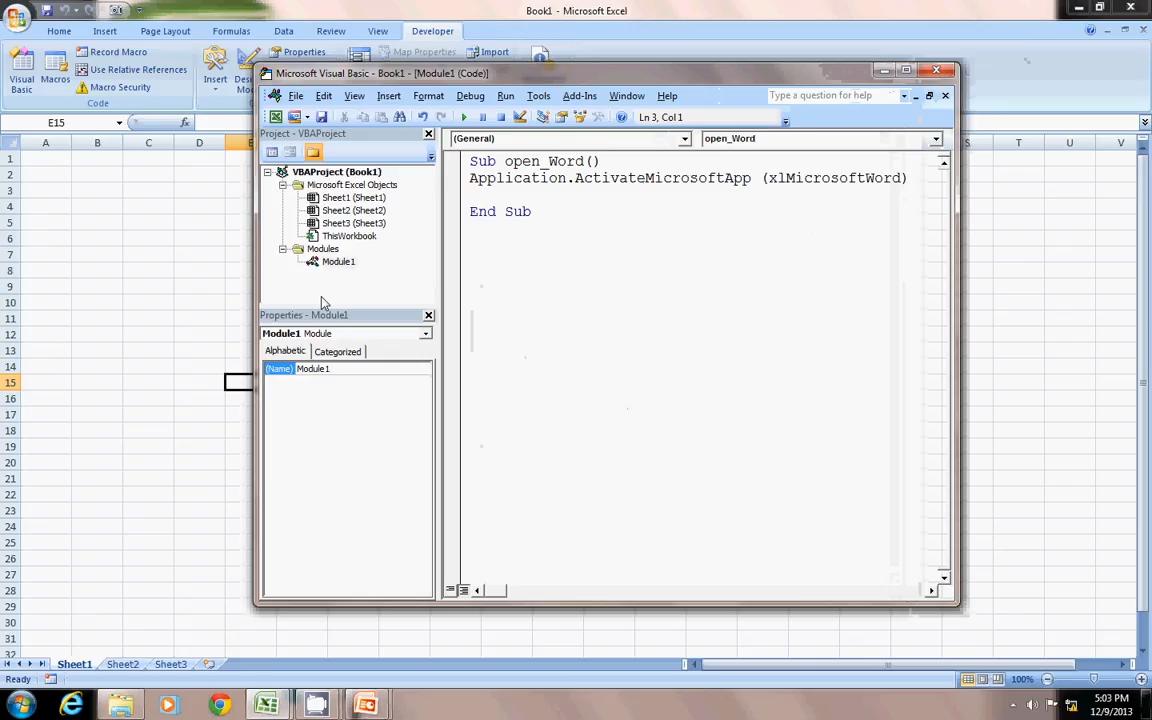 Book1 - Microsoft Excel
Home Insert Page Layout Formulas Data Review View Developer
Visual Basic
Macros
Record Macro
Use Relative References
Macro Security
Code
Insert
Properties
Map Properties
Import
E15
fx
A B C D S T U V
1
2
3
4
5
6
7
8
9
10
11
12
13
14
15
16
17
18
19
20
21
22
23
24
25
26
27
28
29
30
31
32
Microsoft Visual Basic - Book1 - [Module1 (Code)]
File Edit View Insert Format Debug Run Tools Add-Ins Window Help
Type a question for help
Ln 3, Col 1
Project - VBAProject
VBAProject (Book1)
Microsoft Excel Objects
Sheet1 (Sheet1)
Sheet2 (Sheet2)
Sheet3 (Sheet3)
ThisWorkbook
Modules
Module1
Properties - Module1
Module1 Module
Alphabetic Categorized
(Name) Module1
(General) open_Word
Sub open_Word()
Application.ActivateMicrosoftApp (xlMicrosoftWord)
End Sub
Sheet1 Sheet2 Sheet3
Ready
100%
5:03 PM
12/9/2013